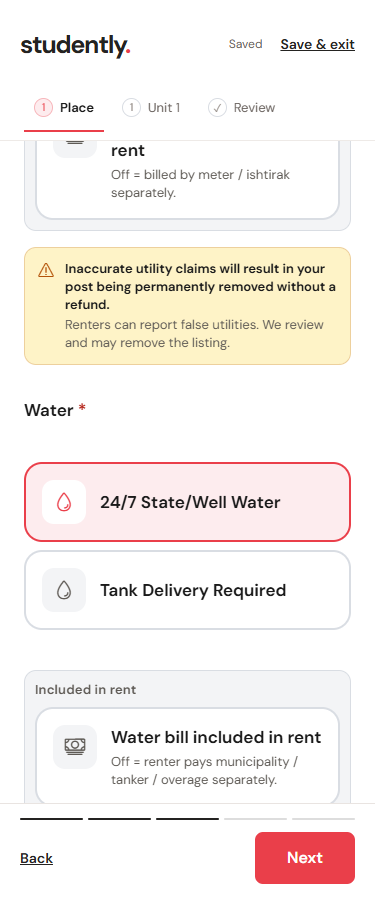 studently.
Saved
Save & exit
1 Place
1 Unit 1
✓ Review
rent
Off = billed by meter / ishtirak
separately.
Inaccurate utility claims will result in your
post being permanently removed without a
refund.
Renters can report false utilities. We review
and may remove the listing.
Water *
24/7 State/Well Water
Tank Delivery Required
Included in rent
Water bill included in rent
Off = renter pays municipality /
tanker / overage separately.
Back
Next